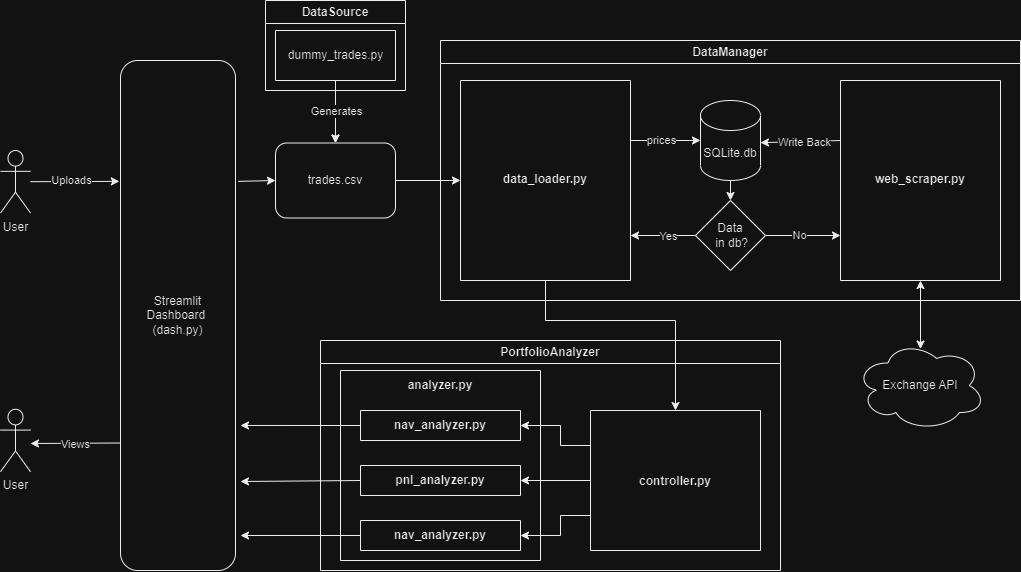 DataSource
dummy_trades.py
Generates
DataManager
trades.csv
data_loader.py
prices
SQLite.db
Write Back
web_scraper.py
Uploads
User
Data
in db?
Yes
No
Streamlit
Dashboard
(dash.py)
Exchange API
PortfolioAnalyzer
analyzer.py
nav_analyzer.py
pnl_analyzer.py
nav_analyzer.py
controller.py
Views
User